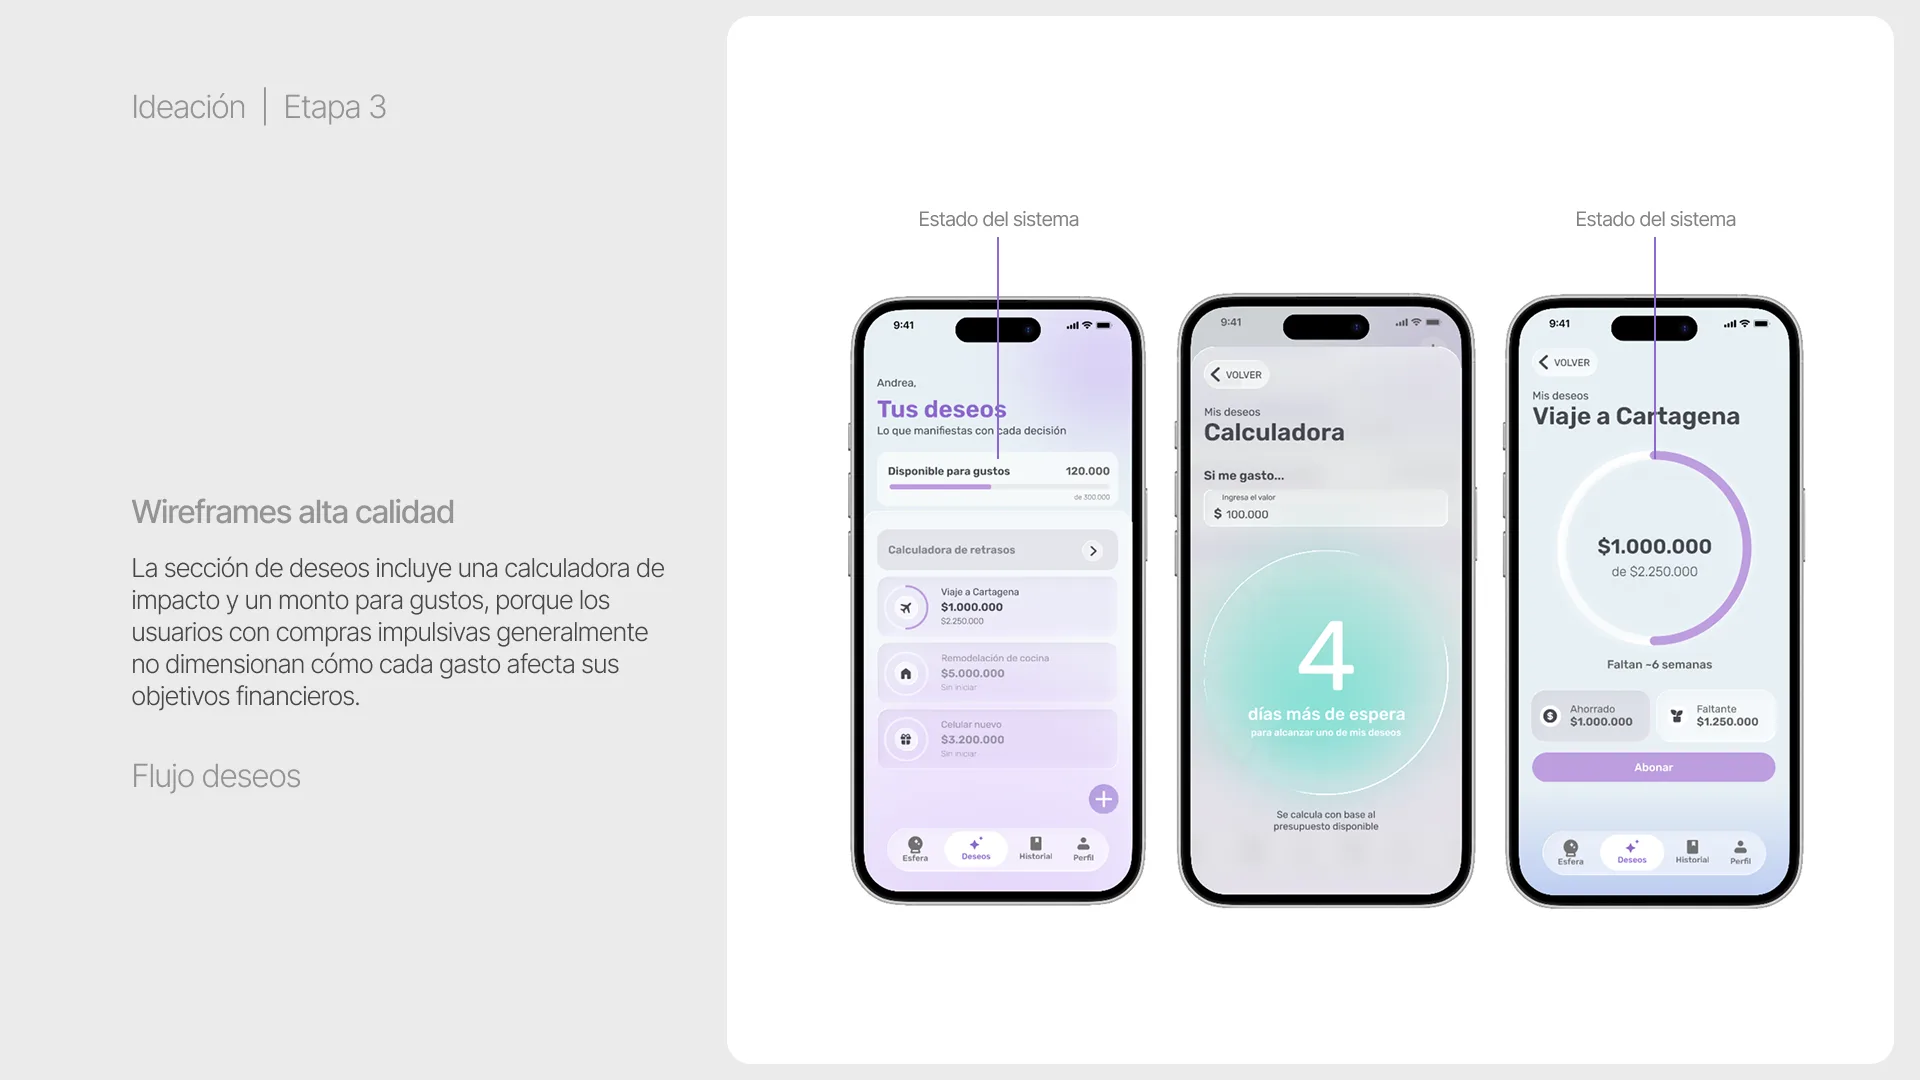 Ideación | Etapa 3
Wireframes alta calidad
La sección de deseos incluye una calculadora de
impacto y un monto para gustos, porque los
usuarios con compras impulsivas generalmente
no dimensionan cómo cada gasto afecta sus
objetivos financieros.
Flujo deseos
Estado del sistema
9:41
Andrea,
Tus deseos
Lo que manifiestas con cada decisión
Disponible para gustos 120.000
de 300.000
Calculadora de retrasos
Viaje a Cartagena
$1.000.000
$2.250.000
Remodelación de cocina
$5.000.000
Sin iniciar
Celular nuevo
$3.200.000
Sin iniciar
Esfera Deseos Historial Perfil
9:41
VOLVER
Mis deseos
Calculadora
Si me gasto...
Ingresa el valor
$ 100.000
4
días más de espera
para alcanzar uno de mis deseos
Se calcula con base al
presupuesto disponible
Estado del sistema
9:41
VOLVER
Mis deseos
Viaje a Cartagena
$1.000.000
de $2.250.000
Faltan ~6 semanas
Ahorrado
$1.000.000
Faltante
$1.250.000
Abonar
Esfera Deseos Historial Perfil